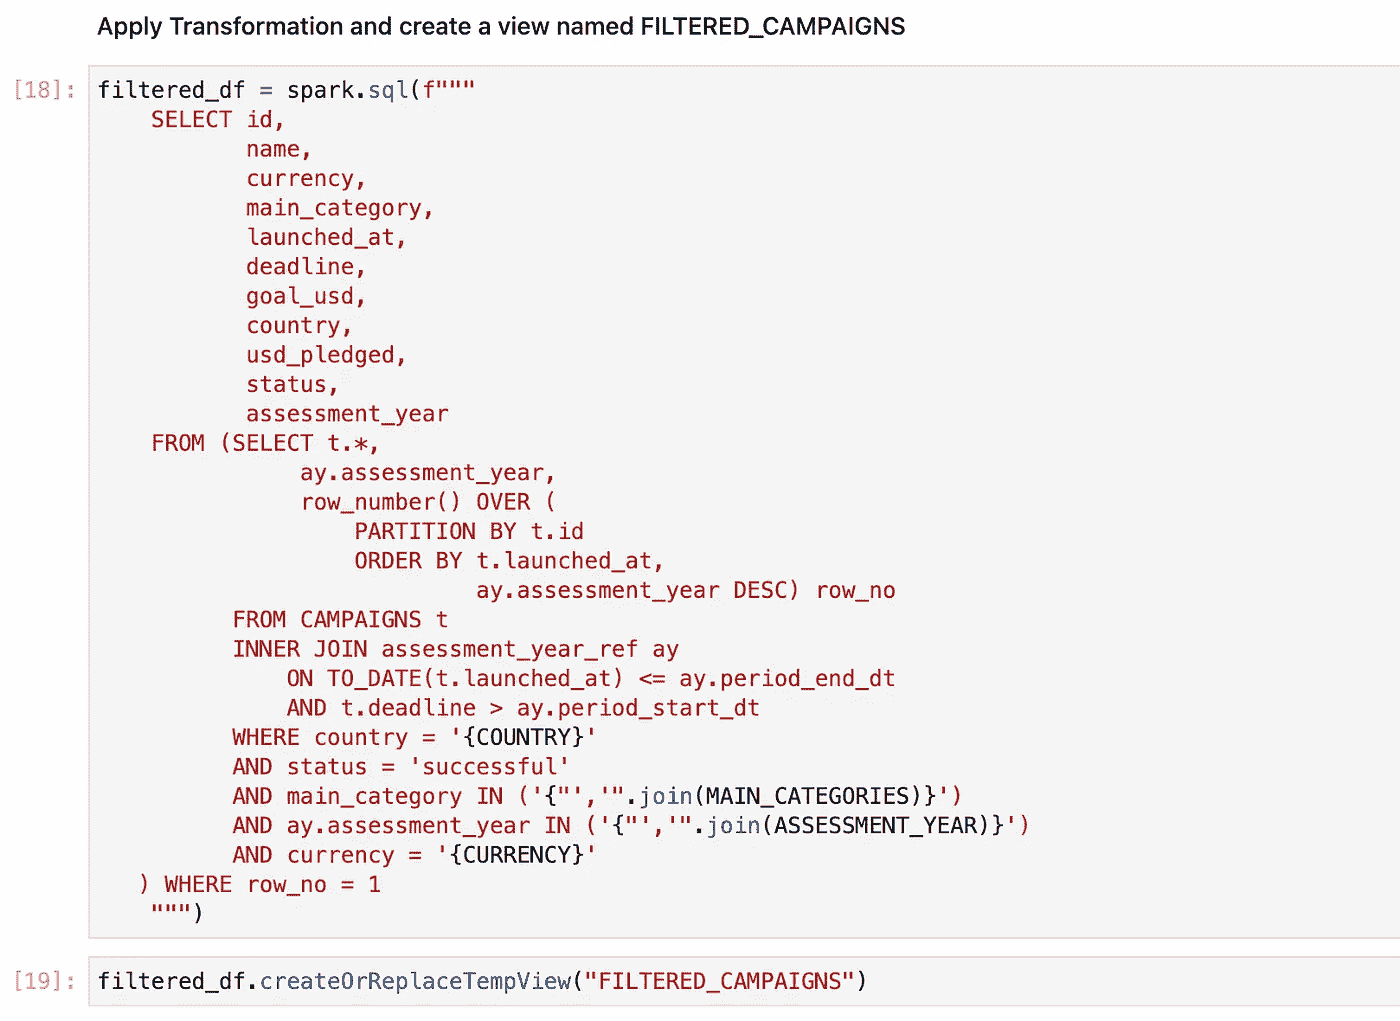 Apply Transformation and create a view named FILTERED_CAMPAIGNS
[18]: filtered_df = spark.sql(f"""
SELECT id,
name,
currency,
main_category,
launched_at,
deadline,
goal_usd,
country,
usd_pledged,
status,
assessment_year
FROM (SELECT t.*,
ay.assessment_year,
row_number() OVER (
PARTITION BY t.id
ORDER BY t.launched_at,
ay.assessment_year DESC) row_no
FROM CAMPAIGNS t
INNER JOIN assessment_year_ref ay
ON TO_DATE(t.launched_at) <= ay.period_end_dt
AND t.deadline > ay.period_start_dt
WHERE country = '{COUNTRY}'
AND status = 'successful'
AND main_category IN ('{"','".join(MAIN_CATEGORIES)}')
AND ay.assessment_year IN ('{"','".join(ASSESSMENT_YEAR)}')
AND currency = '{CURRENCY}'
) WHERE row_no = 1
""")
[19]: filtered_df.createOrReplaceTempView("FILTERED_CAMPAIGNS")